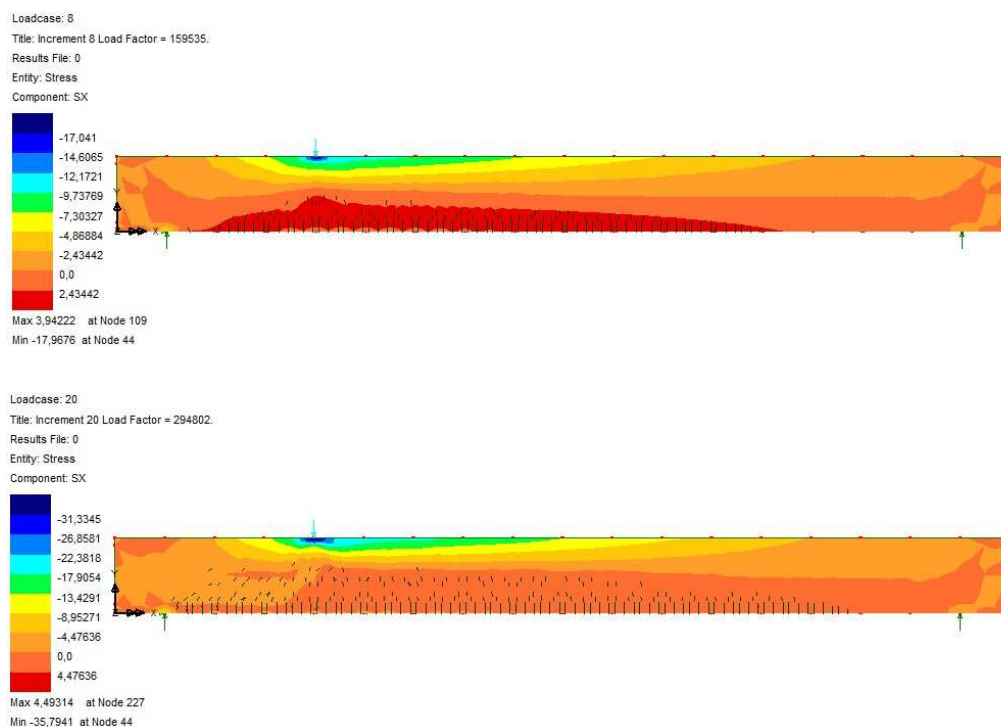 Loadcase: 8
Title: Increment 8 Load Factor = 159535.
Results File: 0
Entity: Stress
Component: SX
-17,041
-14,6065
-12,1721
-9,73769
-7,30327
-4,86884
-2,43442
0,0
2,43442
Y
Z
X
Max 3,94222 at Node 109
Min -17,9676 at Node 44
Loadcase: 20
Title: Increment 20 Load Factor = 294802.
Results File: 0
Entity: Stress
Component: SX
-31,3345
-26,8581
-22,3818
-17,9054
-13,4291
-8,95271
-4,47636
0,0
4,47636
Y
Z
X
Max 4,49314 at Node 227
Min -35,7941 at Node 44